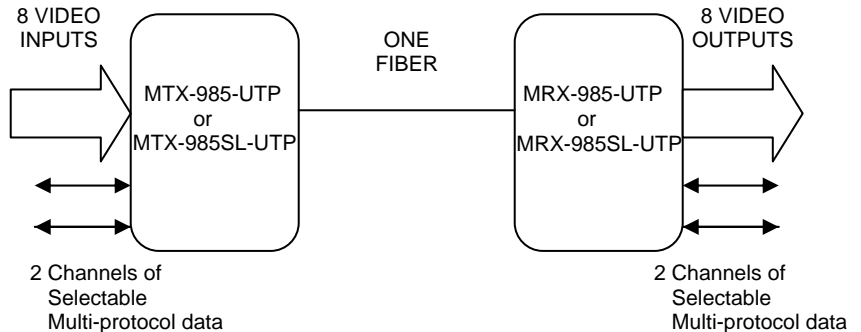 8 VIDEO
INPUTS
MTX-985-UTP
or
MTX-985SL-UTP
2 Channels of
Selectable
Multi-protocol data
ONE
FIBER
MRX-985-UTP
or
MRX-985SL-UTP
8 VIDEO
OUTPUTS
2 Channels of
Selectable
Multi-protocol data